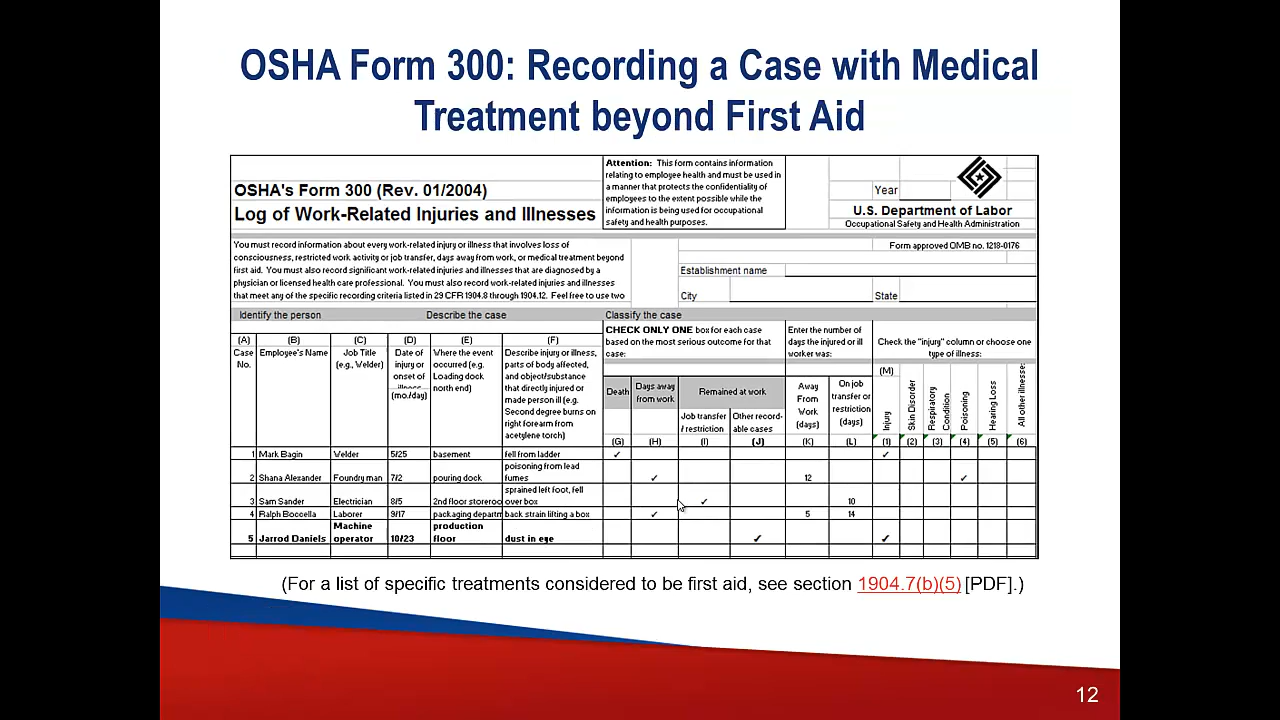 OSHA Form 300: Recording a Case with Medical
Treatment beyond First Aid
OSHA's Form 300 (Rev. 01/2004)
Log of Work-Related Injuries and Illnesses
Attention: This form contains information
relating to employee health and must be used in
a manner that protects the confidentiality of
employees to the extent possible while the
information is being used for occupational
safety and health purposes.
Year
U.S. Department of Labor
Occupational Safety and Health Administration
You must record information about every work-related injury or illness that involves loss of
consciousness, restricted work activity or job transfer, days away from work, or medical treatment beyond
first aid. You must also record significant work-related injuries and illnesses that are diagnosed by a
physician or licensed health care professional. You must also record work-related injuries and illnesses
that meet any of the specific recording criteria listed in 29 CFR 1904.8 through 1904.12. Feel free to use two
Form approved OMB no. 1218-0176
Establishment name
City
State
Identify the person
Describe the case
Classify the case
(A)
Case
No.
(B)
Employee's Name
(C)
Job Title
(e.g., Welder)
(D)
Date of
injury or
onset of
illness
(mo./day)
(E)
Where the event
occurred (e.g.
Loading dock
north end)
(F)
Describe injury or illness,
parts of body affected,
and object/substance
that directly injured or
made person ill (e.g.
Second degree burns on
right forearm from
acetylene torch)
CHECK ONLY ONE box for each case
based on the most serious outcome for that
case:
Death
(G)
Days away
from work
(H)
Remained at work
Job transfer
/ restriction
(I)
Other record-
able cases
(J)
Enter the number of
days the injured or ill
worker was:
Away
From
Work
(days)
(K)
On job
transfer or
restriction
(days)
(L)
Check the "injury" column or choose one
type of illness:
(M)
Injury
(1)
Skin Disorder
(2)
Respiratory
Condition
(3)
Poisoning
(4)
Hearing Loss
(5)
All other illnesses
(6)
1 Mark Bagin Welder 5/25 basement fell from ladder ✓ ✓
2 Shana Alexander Foundry man 7/2 pouring dock poisoning from lead fumes ✓ 12 ✓
3 Sam Sander Electrician 8/5 2nd floor storeroo sprained left foot, fell over box ✓ 10
4 Ralph Boccella Laborer 9/17 packaging departm back strain lifting a box ✓ 5 14
5 Jarrod Daniels Machine operator 10/23 production floor dust in eye ✓ ✓
(For a list of specific treatments considered to be first aid, see section 1904.7(b)(5) [PDF].)
12